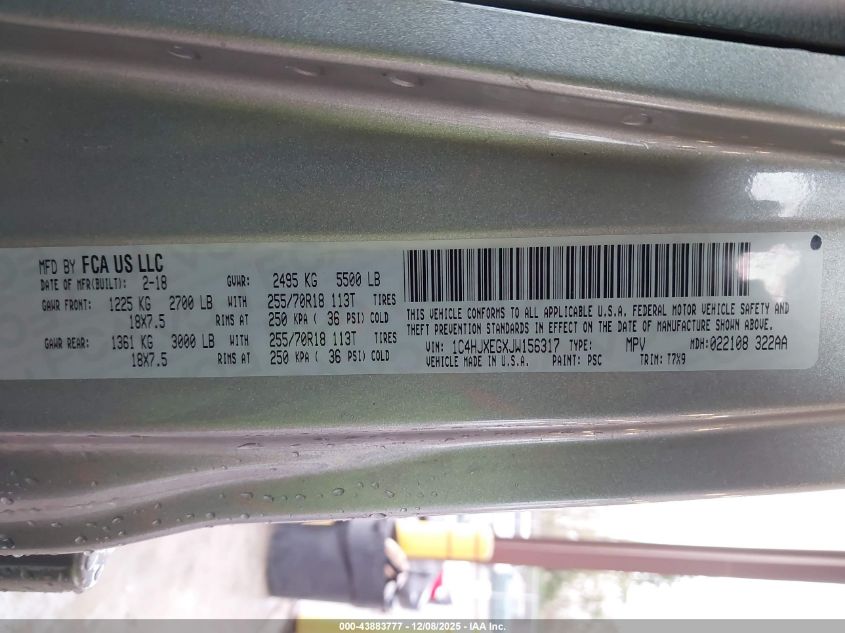 MFD BY FCA US LLC
DATE OF MFR(BUILT): 2-18 GVWR: 2495 KG 5500 LB
GAWR FRONT: 1225 KG 2700 LB WITH 255/70R18 113T TIRES
18X7.5 RIMS AT 250 KPA ( 36 PSI) COLD
GAWR REAR: 1361 KG 3000 LB WITH 255/70R18 113T TIRES
18X7.5 RIMS AT 250 KPA ( 36 PSI) COLD
THIS VEHICLE CONFORMS TO ALL APPLICABLE U.S.A. FEDERAL MOTOR VEHICLE SAFETY AND
THEFT PREVENTION STANDARDS IN EFFECT ON THE DATE OF MANUFACTURE SHOWN ABOVE.
VIN: 1C4HJXEGXJW156317 TYPE: MPV MDH:022108 322AA
VEHICLE MADE IN U.S.A. PAINT: PSC TRIM: T7X9
000-43883777 - 12/08/2025 - IAA Inc.